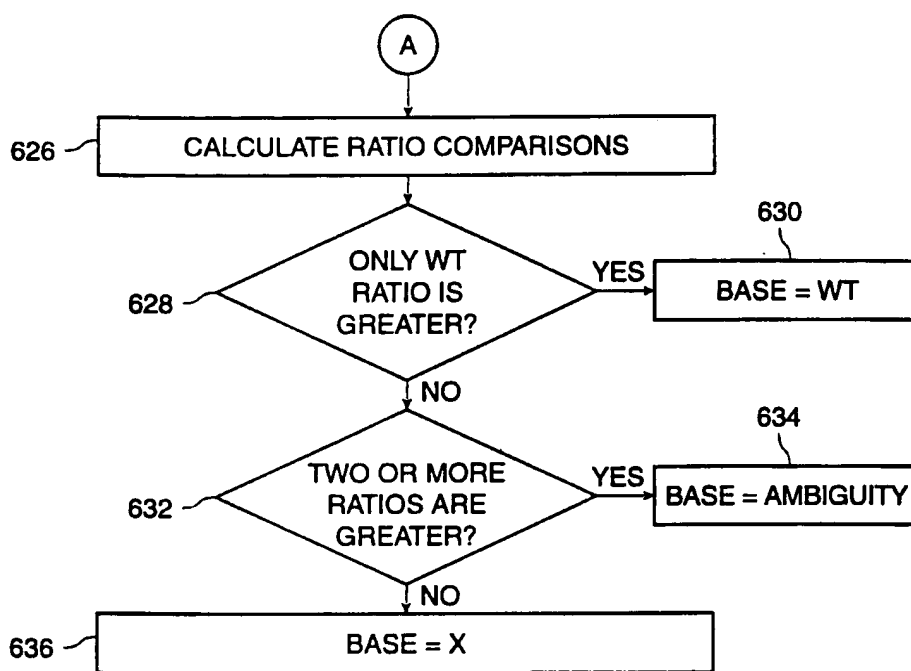 A
626
CALCULATE RATIO COMPARISONS
628
ONLY WT
RATIO IS
GREATER?
YES
630
BASE = WT
NO
632
TWO OR MORE
RATIOS ARE
GREATER?
YES
634
BASE = AMBIGUITY
NO
636
BASE = X